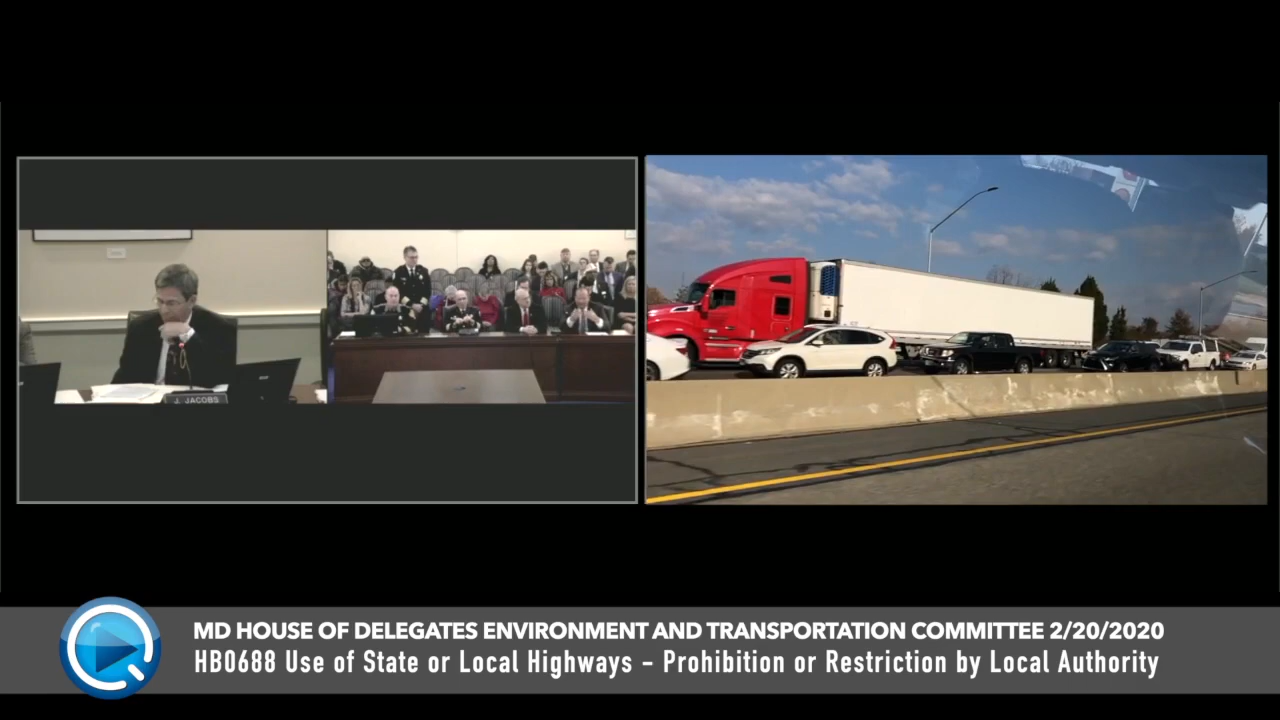 J. JACOBS
MD HOUSE OF DELEGATES ENVIRONMENT AND TRANSPORTATION COMMITTEE 2/20/2020
HB0688 Use of State or Local Highways - Prohibition or Restriction by Local Authority